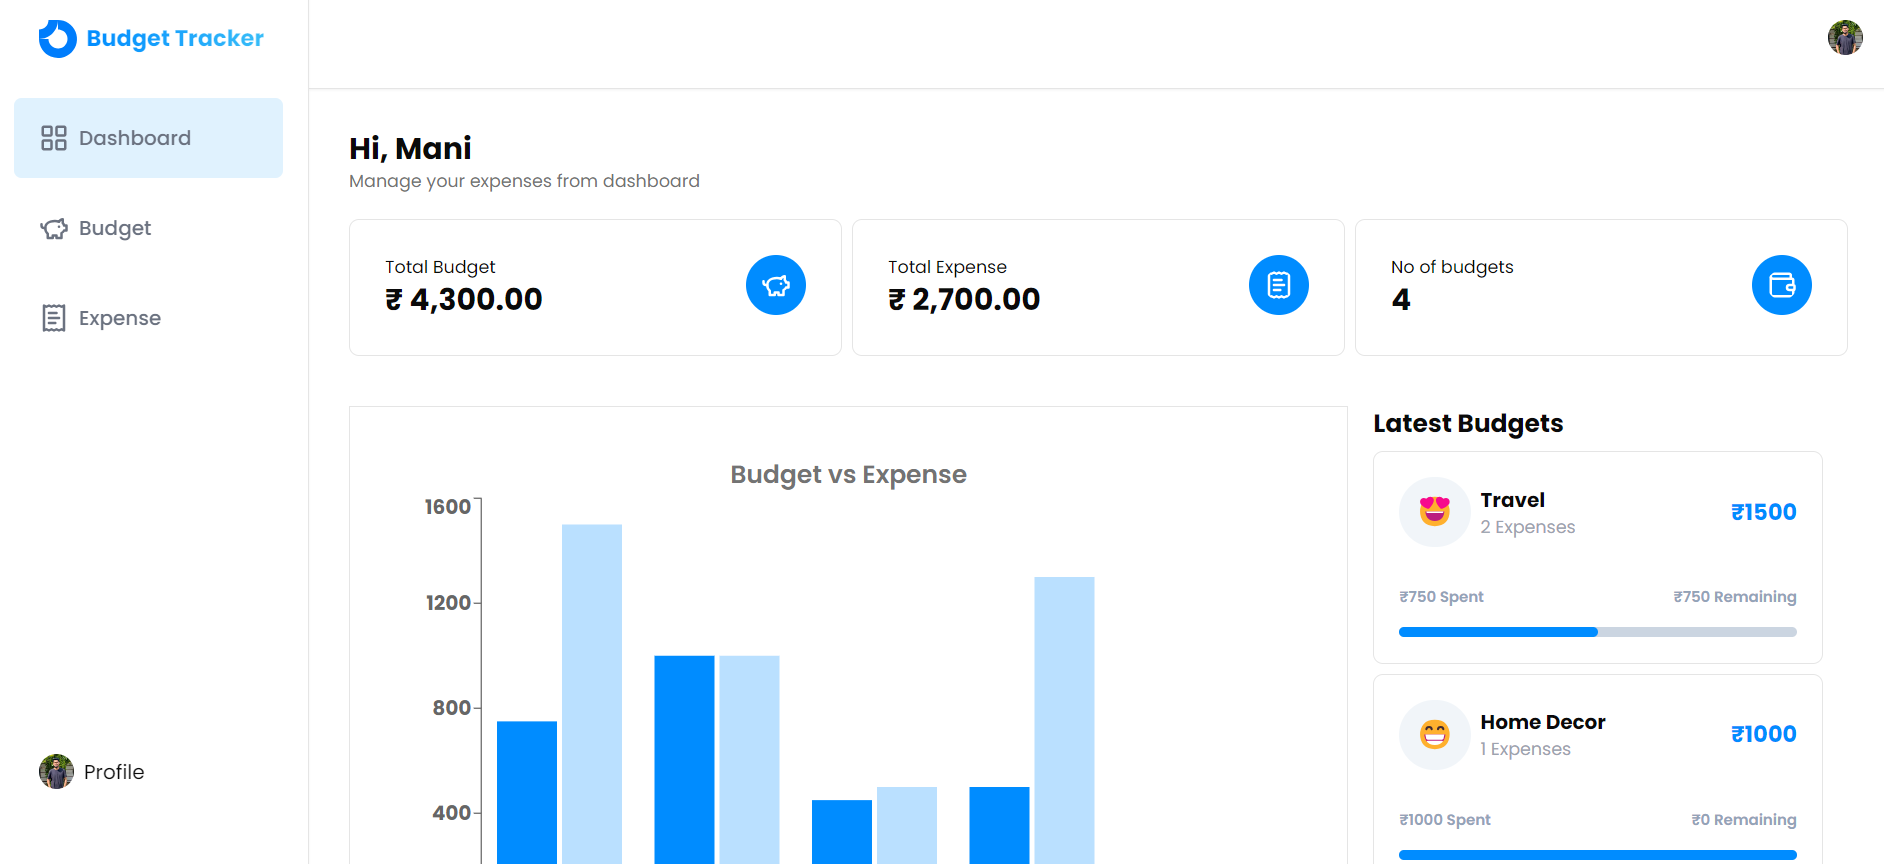 Budget Tracker
Dashboard
Budget
Expense
Profile
Hi, Mani
Manage your expenses from dashboard
Total Budget
₹ 4,300.00
Total Expense
₹ 2,700.00
No of budgets
4
Budget vs Expense
1600
1200
800
400
Latest Budgets
Travel
2 Expenses
₹1500
₹750 Spent
₹750 Remaining
Home Decor
1 Expenses
₹1000
₹1000 Spent
₹0 Remaining